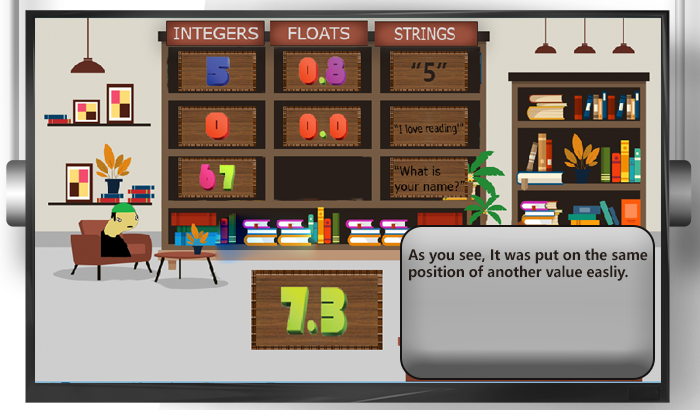 INTEGERS FLOATS STRINGS
5 0.8 “5”
0 0.0 "I love reading!"
67 "What is
your name?"
7.3
As you see, It was put on the same
position of another value easliy.